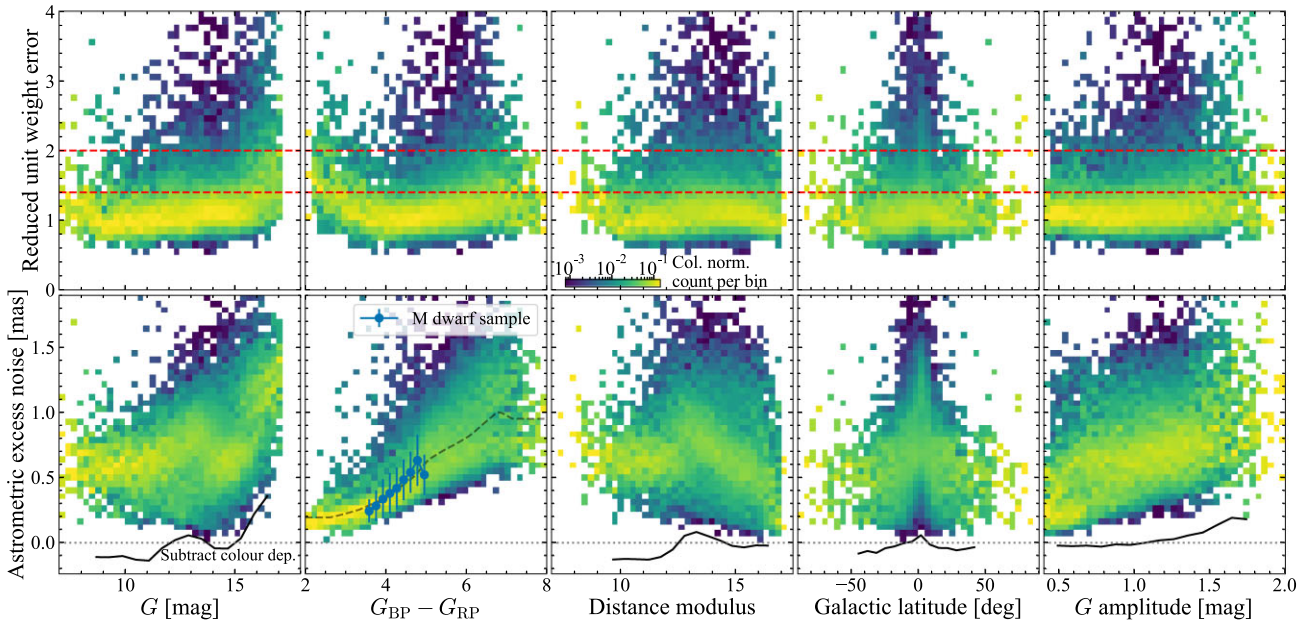 Reduced unit weight error
4
3
2
1
0
10⁻³ 10⁻² 10⁻¹ Col. norm.
count per bin
Astrometric excess noise [mas]
1.5
1.0
0.5
0.0
M dwarf sample
Subtract colour dep.
10 15
2 4 6 8
10 15
−50 0 50
0.5 1.0 1.5 2.0
G [mag]
G_BP − G_RP
Distance modulus
Galactic latitude [deg]
G amplitude [mag]